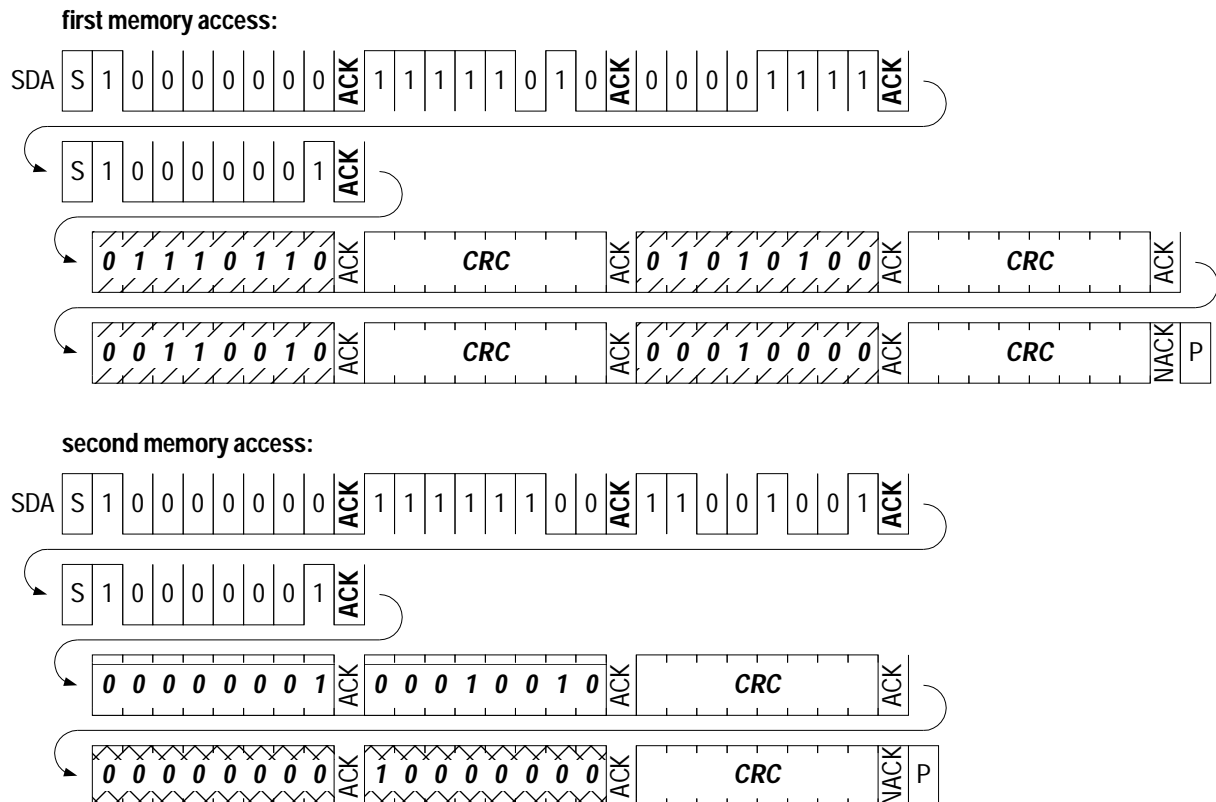 first memory access:
SDA S 1 0 0 0 0 0 0 0 ACK 1 1 1 1 1 0 1 0 ACK 0 0 0 0 1 1 1 1 ACK
S 1 0 0 0 0 0 0 1 ACK
0 1 1 1 0 1 1 0 ACK CRC ACK 0 1 0 1 0 1 0 0 ACK CRC ACK
0 0 1 1 0 0 1 0 ACK CRC ACK 0 0 0 1 0 0 0 0 ACK CRC NACK P
second memory access:
SDA S 1 0 0 0 0 0 0 0 ACK 1 1 1 1 1 1 0 0 ACK 1 1 0 0 1 0 0 1 ACK
S 1 0 0 0 0 0 0 1 ACK
0 0 0 0 0 0 0 1 ACK 0 0 0 1 0 0 1 0 ACK CRC ACK
0 0 0 0 0 0 0 0 ACK 1 0 0 0 0 0 0 0 ACK CRC NACK P